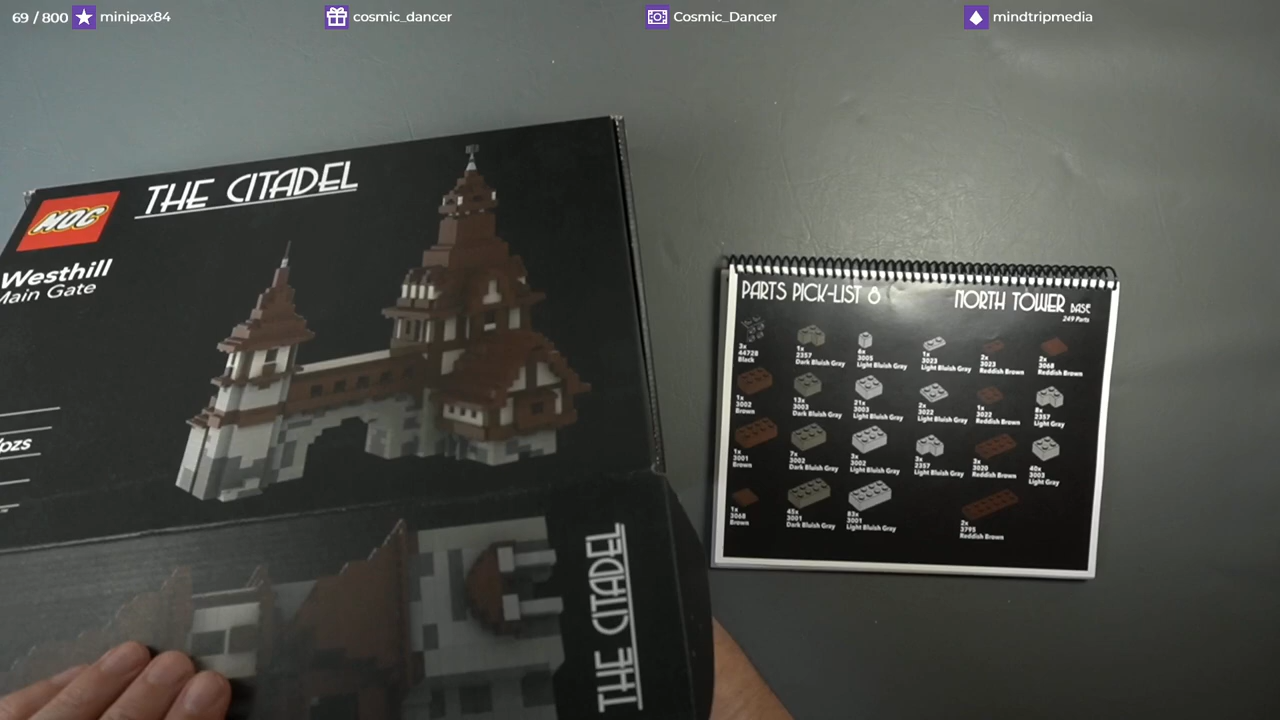 69 / 800 minipax84 cosmic_dancer Cosmic_Dancer mindtripmedia
MOC
THE CITADEL
Westhill
Main Gate
THE CITADEL
PARTS PICK-LIST 8
NORTH TOWER BASE
249 Parts
44728
Black
1x
2357
Dark Bluish Gray
3005
Light Bluish Gray
1x
3023
Light Bluish Gray
2x
3023
Reddish Brown
2x
3068
Reddish Brown
1x
3002
Brown
13x
3003
Dark Bluish Gray
21x
3003
Light Bluish Gray
2x
3022
Light Bluish Gray
1x
3022
Reddish Brown
8x
2357
Light Gray
1x
3001
Brown
7x
3002
Dark Bluish Gray
3x
3002
Light Bluish Gray
3x
2357
Light Bluish Gray
3020
Reddish Brown
40x
3003
Light Gray
1x
3068
Brown
45x
3001
Dark Bluish Gray
83x
3001
Light Bluish Gray
2x
3795
Reddish Brown